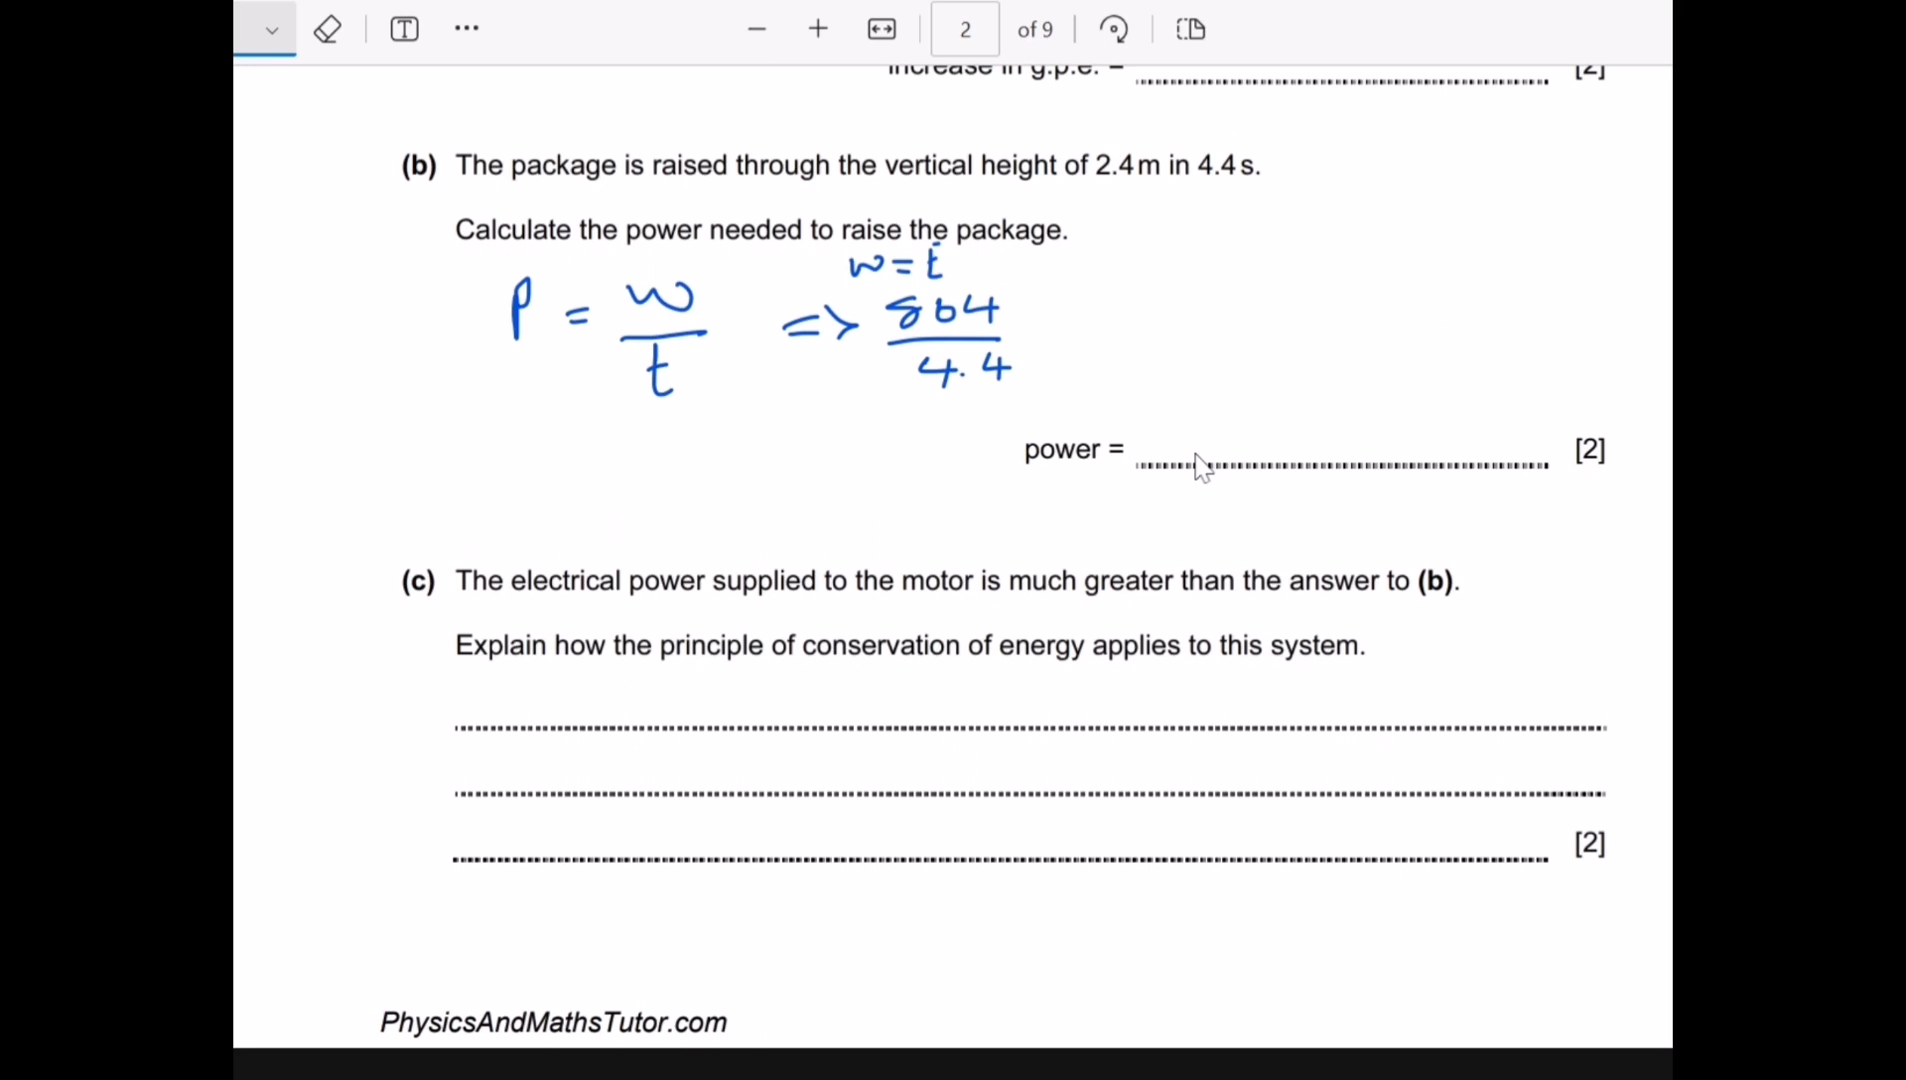 2 of 9
increase in g.p.e. = [2]
(b) The package is raised through the vertical height of 2.4 m in 4.4 s.
Calculate the power needed to raise the package.
w = E
P = w/t => 864/4.4
power = [2]
(c) The electrical power supplied to the motor is much greater than the answer to (b).
Explain how the principle of conservation of energy applies to this system.
[2]
PhysicsAndMathsTutor.com